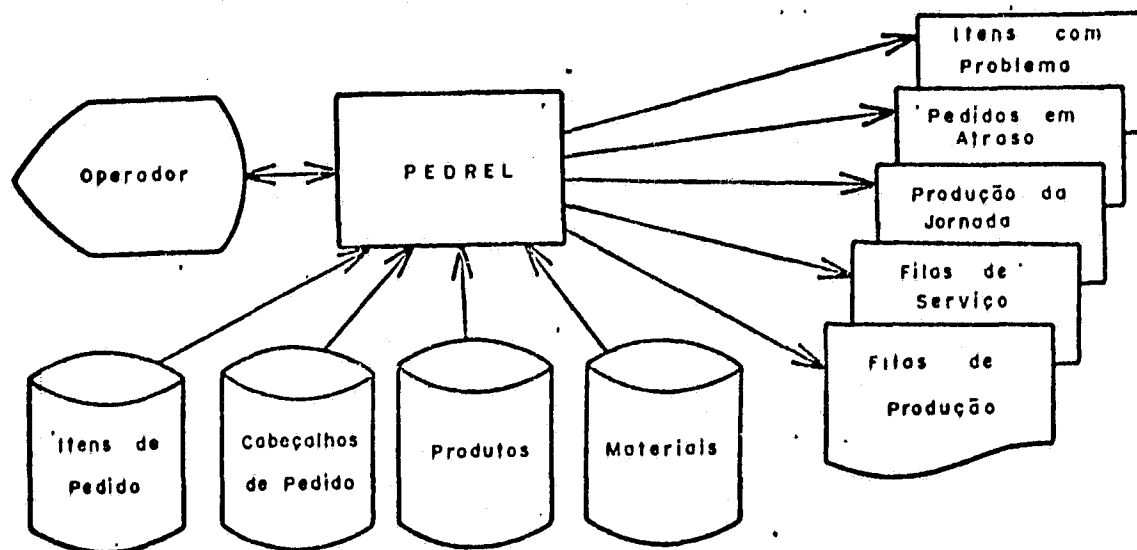 Itens com
Problema
Pedidos em
Atraso
Operador
PEDREL
Produção da
Jornada
Filas de
Serviço
Filas de
Produção
Itens de
Pedido
Cabeçalhos
de Pedido
Produtos
Materiais